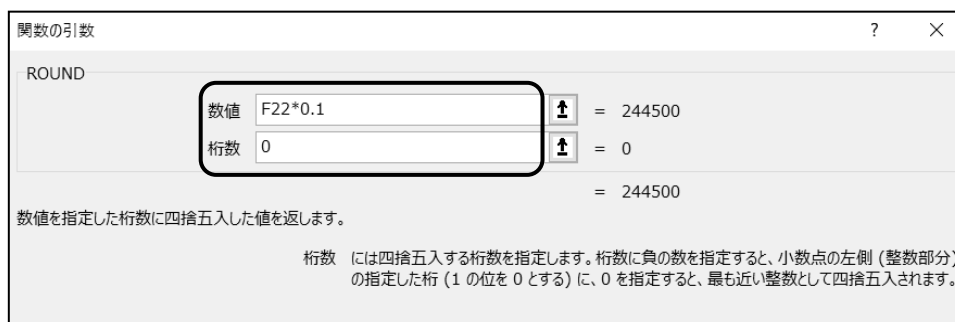 関数の引数 ? ×
ROUND
数値 F22*0.1 = 244500
桁数 0 = 0
= 244500
数値を指定した桁数に四捨五入した値を返します。
桁数 には四捨五入する桁数を指定します。桁数に負の数を指定すると、小数点の左側 (整数部分)
の指定した桁 (1 の位を 0 とする) に、0 を指定すると、最も近い整数として四捨五入されます。